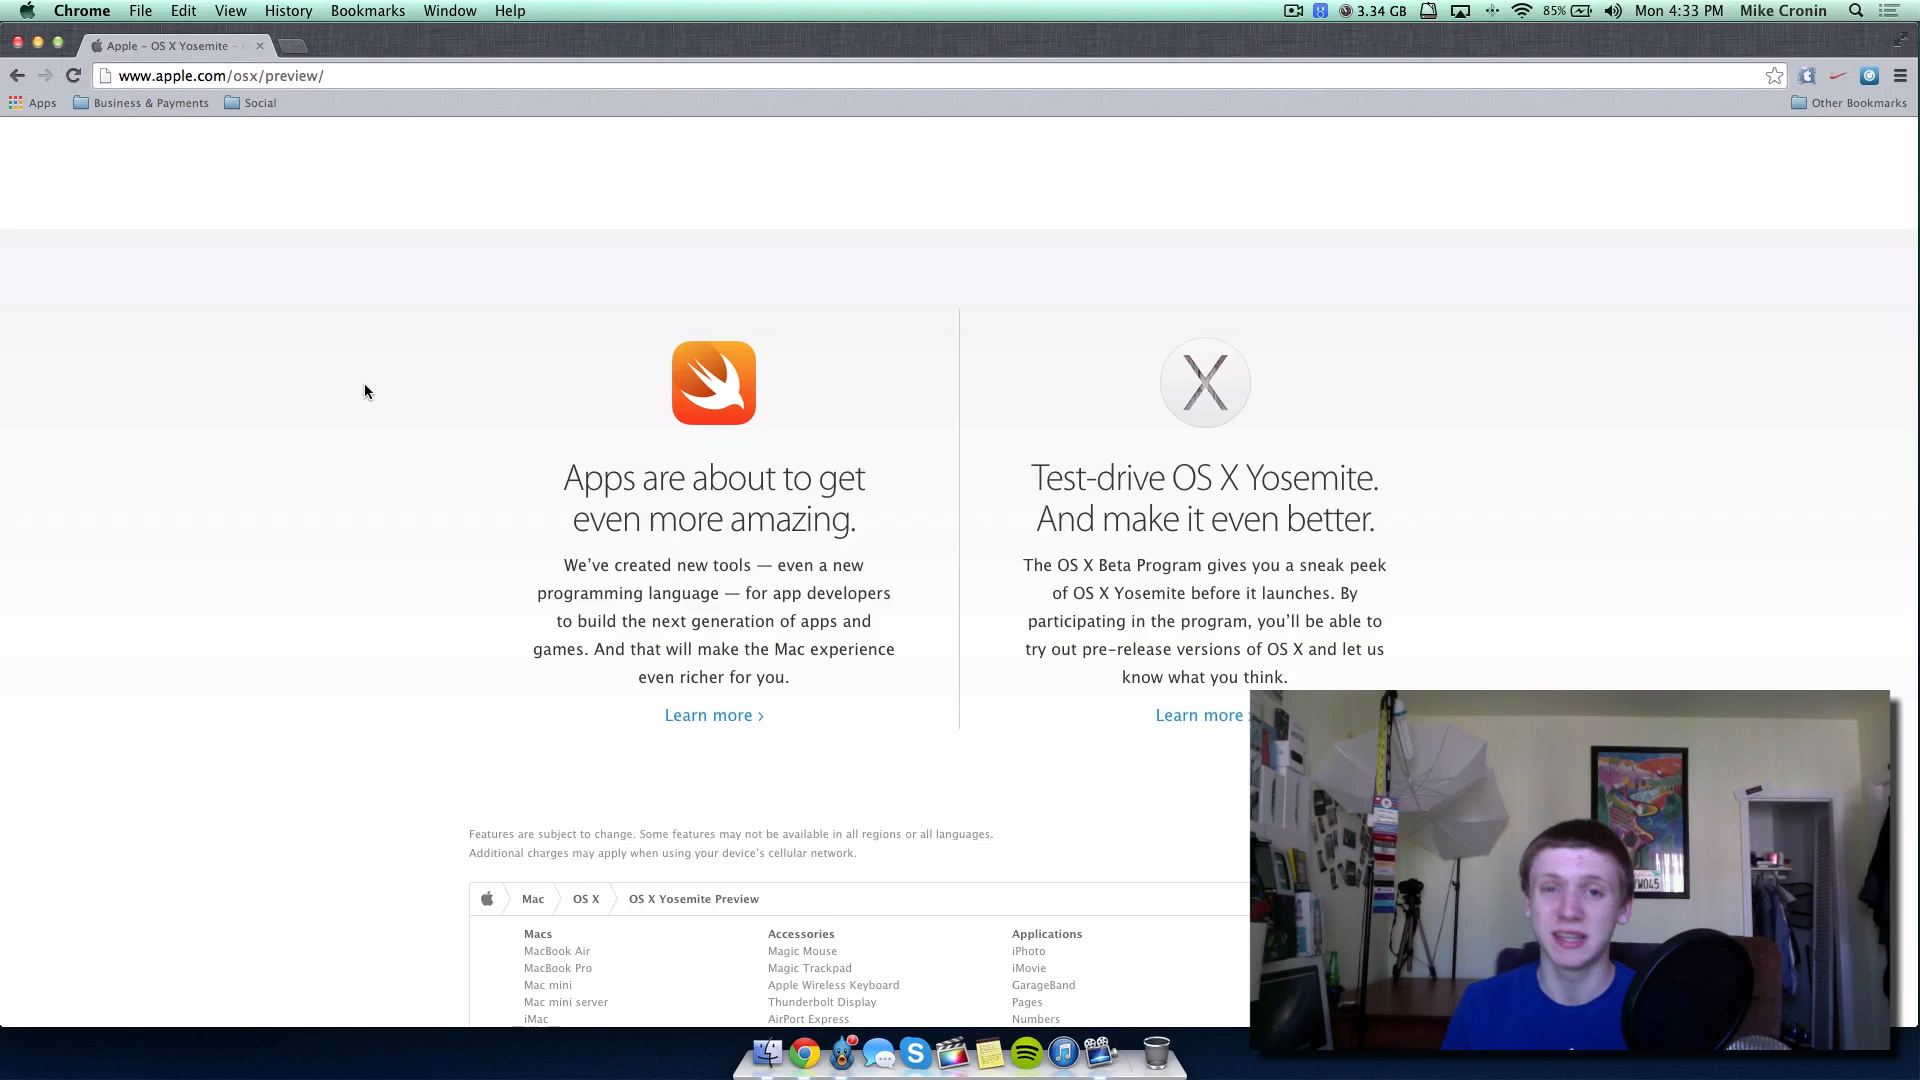 Chrome File Edit View History Bookmarks Window Help 3.34 GB 85% Mon 4:33 PM Mike Cronin
Apple – OS X Yosemite –
www.apple.com/osx/preview/
Apps Business & Payments Social Other Bookmarks
Apps are about to get
even more amazing.
We’ve created new tools — even a new
programming language — for app developers
to build the next generation of apps and
games. And that will make the Mac experience
even richer for you.
Learn more ›
Test-drive OS X Yosemite.
And make it even better.
The OS X Beta Program gives you a sneak peek
of OS X Yosemite before it launches. By
participating in the program, you’ll be able to
try out pre-release versions of OS X and let us
know what you think.
Learn more ›
Features are subject to change. Some features may not be available in all regions or all languages.
Additional charges may apply when using your device’s cellular network.
Mac OS X OS X Yosemite Preview
Macs
MacBook Air
MacBook Pro
Mac mini
Mac mini server
iMac
Accessories
Magic Mouse
Magic Trackpad
Apple Wireless Keyboard
Thunderbolt Display
AirPort Express
Applications
iPhoto
iMovie
GarageBand
Pages
Numbers